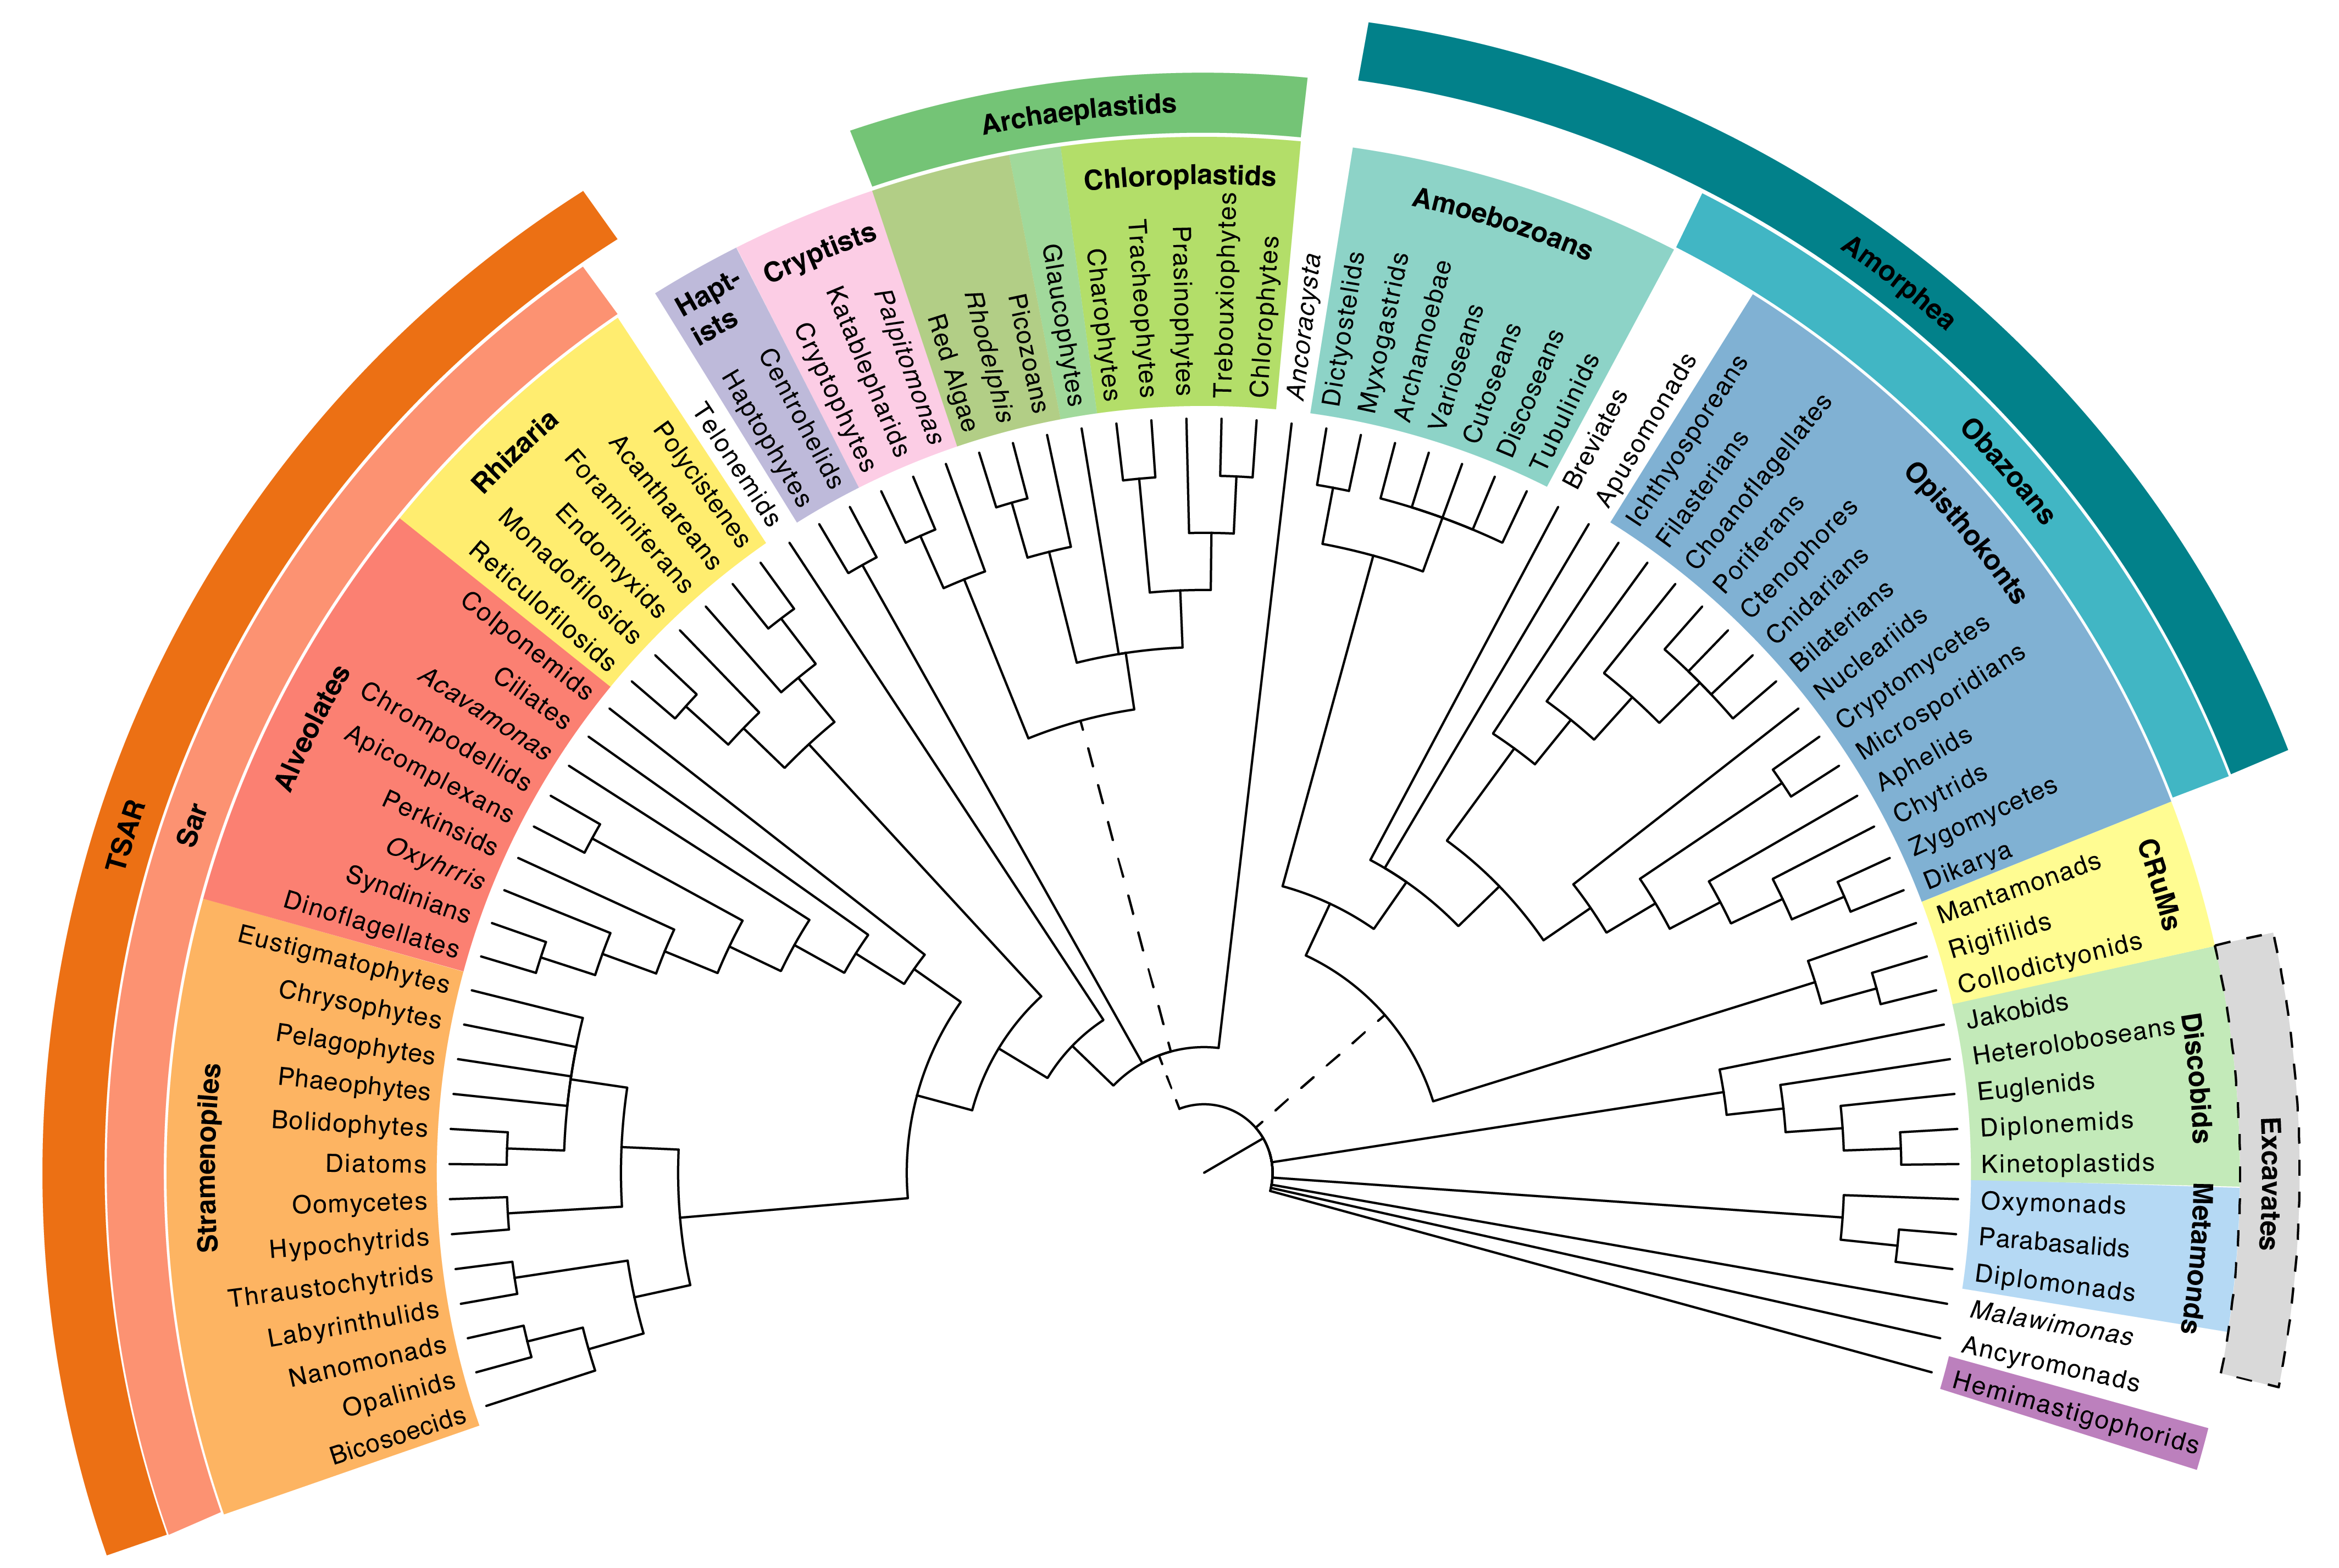 TSAR
Sar
Stramenopiles
Bicosoecids
Opalinids
Nanomonads
Labyrinthulids
Thraustochytrids
Hypochytrids
Oomycetes
Diatoms
Bolidophytes
Phaeophytes
Pelagophytes
Chrysophytes
Eustigmatophytes
Alveolates
Dinoflagellates
Syndinians
Oxyhrris
Perkinsids
Apicomplexans
Chrompodellids
Acavamonas
Ciliates
Colponemids
Rhizaria
Reticulofilosids
Monadofilosids
Endomyxids
Foraminiferans
Acanthareans
Polycistenes
Telonemids
Hapt-
ists
Haptophytes
Centrohelids
Cryptists
Cryptophytes
Katablepharids
Palpitomonas
Archaeplastids
Red Algae
Rhodelphis
Picozoans
Glaucophytes
Chloroplastids
Charophytes
Tracheophytes
Prasinophytes
Trebouxiophytes
Chlorophytes
Ancoracysta
Amorphea
Amoebozoans
Dictyostelids
Myxogastrids
Archamoebae
Varioseans
Cutoseans
Discoseans
Tubulinids
Obazoans
Breviates
Apusomonads
Opisthokonts
Ichthyosporeans
Filasterians
Choanoflagellates
Poriferans
Ctenophores
Cnidarians
Bilaterians
Nucleariids
Cryptomycetes
Microsporidians
Aphelids
Chytrids
Zygomycetes
Dikarya
CRuMs
Mantamonads
Rigifilids
Collodictyonids
Excavates
Discobids
Jakobids
Heteroloboseans
Euglenids
Diplonemids
Kinetoplastids
Metamonds
Oxymonads
Parabasalids
Diplomonads
Malawimonas
Ancyromonads
Hemimastigophorids